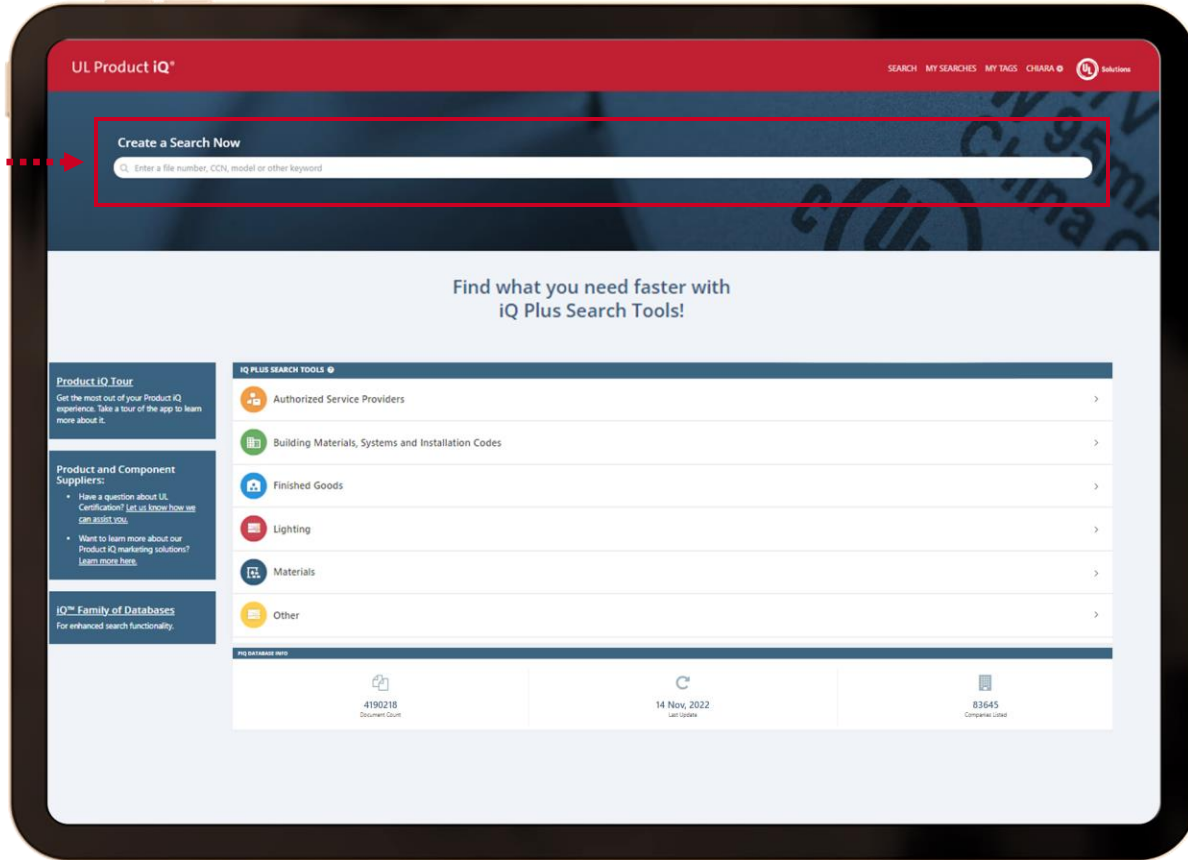 UL Product iQ®
SEARCH MY SEARCHES MY TAGS CHIARA
UL Solutions
Create a Search Now
Enter a file number, CCN, model or other keyword
W 95m
China
Find what you need faster with
iQ Plus Search Tools!
Product iQ Tour
Get the most out of your Product iQ
experience. Take a tour of the app to learn
more about it.
Product and Component
Suppliers:
• Have a question about UL
Certification? Let us know how we
can assist you.
• Want to learn more about our
Product iQ marketing solutions?
Learn more here.
iQ™ Family of Databases
For enhanced search functionality.
IQ PLUS SEARCH TOOLS
Authorized Service Providers
Building Materials, Systems and Installation Codes
Finished Goods
Lighting
Materials
Other
PIQ DATABASE INFO
4190218
Document Count
14 Nov, 2022
Last Update
83645
Companies Listed